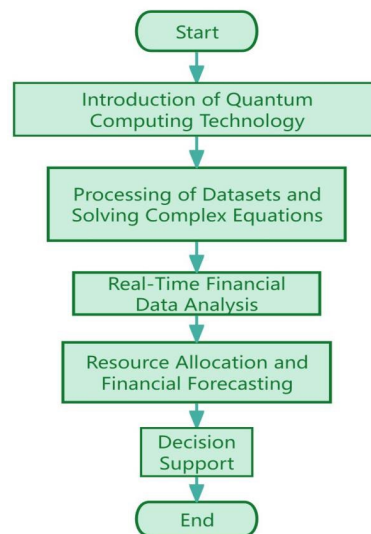 Start
Introduction of Quantum
Computing Technology
Processing of Datasets and
Solving Complex Equations
Real-Time Financial
Data Analysis
Resource Allocation and
Financial Forecasting
Decision
Support
End